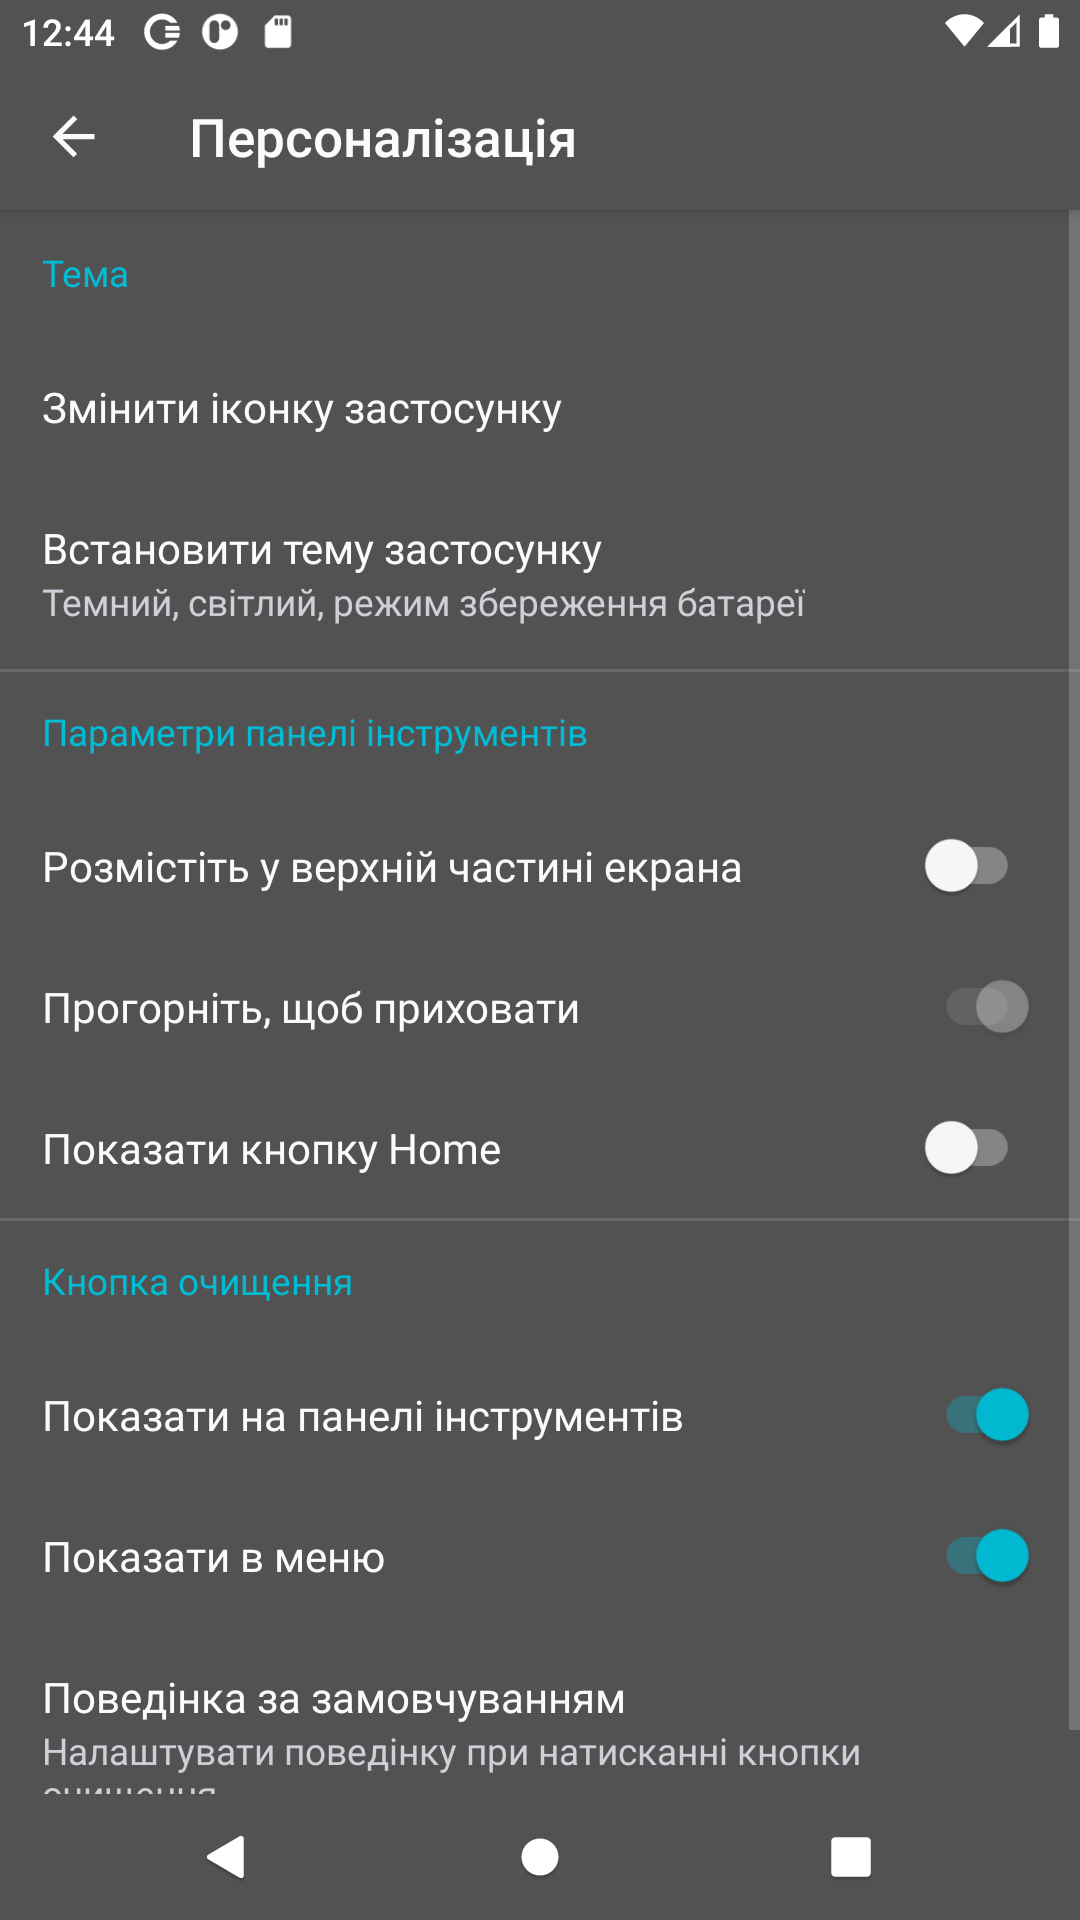 12:44
Персоналізація
Тема
Змінити іконку застосунку
Встановити тему застосунку
Темний, світлий, режим збереження батареї
Параметри панелі інструментів
Розмістіть у верхній частині екрана
Прогорніть, щоб приховати
Показати кнопку Home
Кнопка очищення
Показати на панелі інструментів
Показати в меню
Поведінка за замовчуванням
Налаштувати поведінку при натисканні кнопки
очищення